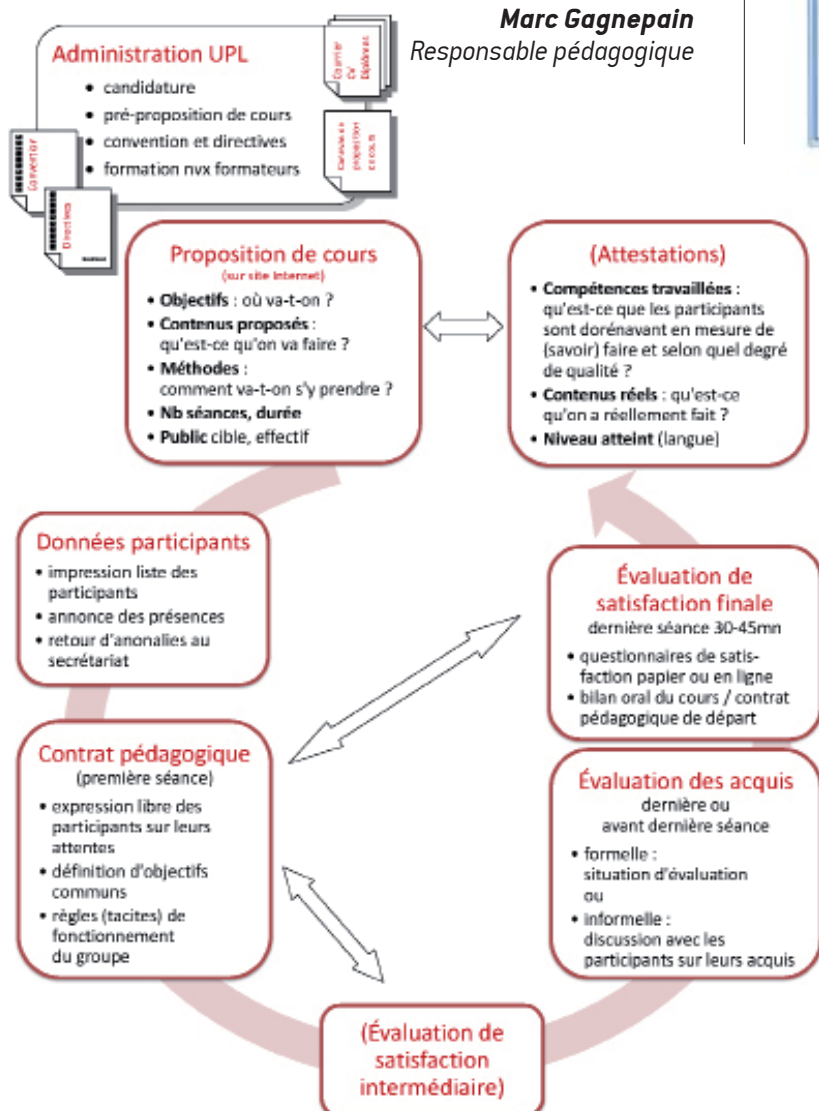 Marc Gagnepain
Responsable pédagogique
Administration UPL
• candidature
• pré-proposition de cours
• convention et directives
• formation nvx formateurs
Courrier
CV
Diplômes
proposition
de cours
Convention
Directives
Proposition de cours
(sur site Internet)
• Objectifs : où va-t-on ?
• Contenus proposés :
qu'est-ce qu'on va faire ?
• Méthodes :
comment va-t-on s'y prendre ?
• Nb séances, durée
• Public cible, effectif
(Attestations)
• Compétences travaillées :
qu'est-ce que les participants
sont dorénavant en mesure de
(savoir) faire et selon quel degré
de qualité ?
• Contenus réels : qu'est-ce
qu'on a réellement fait ?
• Niveau atteint (langue)
Données participants
• impression liste des
participants
• annonce des présences
• retour d'anonalies au
secrétariat
Évaluation de
satisfaction finale
dernière séance 30-45mn
• questionnaires de satis-
faction papier ou en ligne
• bilan oral du cours / contrat
pédagogique de départ
Contrat pédagogique
(première séance)
• expression libre des
participants sur leurs
attentes
• définition d'objectifs
communs
• règles (tacites) de
fonctionnement
du groupe
Évaluation des acquis
dernière ou
avant dernière séance
• formelle :
situation d'évaluation
ou
• informelle :
discussion avec les
participants sur leurs acquis
(Évaluation de
satisfaction
intermédiaire)